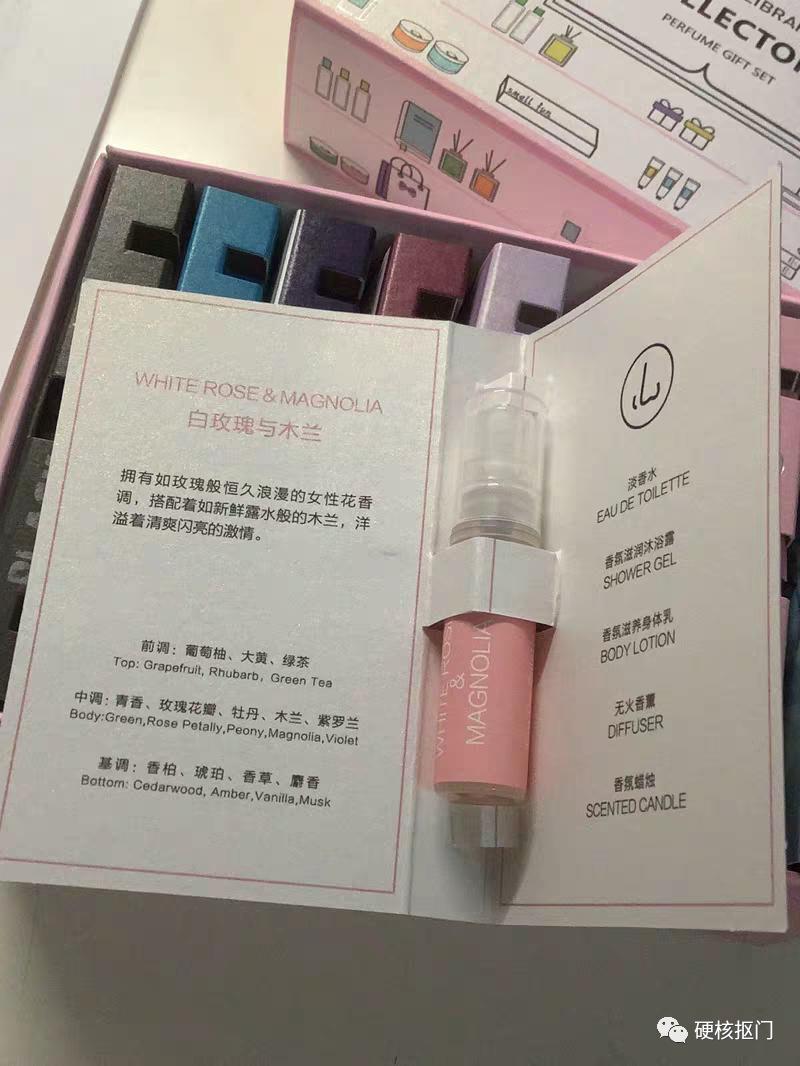 LIBRA
LLECTO
PERFUME GIFT SET
small fun
WHITE ROSE & MAGNOLIA
白玫瑰与木兰
拥有如玫瑰般恒久浪漫的女性花香
调，搭配着如新鲜露水般的木兰，洋
溢着清爽闪亮的激情。
前调：葡萄柚、大黄、绿茶
Top: Grapefruit, Rhubarb, Green Tea
中调：青香、玫瑰花瓣、牡丹、木兰、紫罗兰
Body:Green,Rose Petally,Peony,Magnolia,Violet
基调：香柏、琥珀、香草、麝香
Bottom: Cedarwood, Amber,Vanilla,Musk
WHITE ROS
&
MAGNOLIA
淡香水
EAU DE TOILETTE
香氛滋润沐浴露
SHOWER GEL
香氛滋养身体乳
BODY LOTION
无火香薰
DIFFUSER
香氛蜡烛
SCENTED CANDLE
硬核抠门